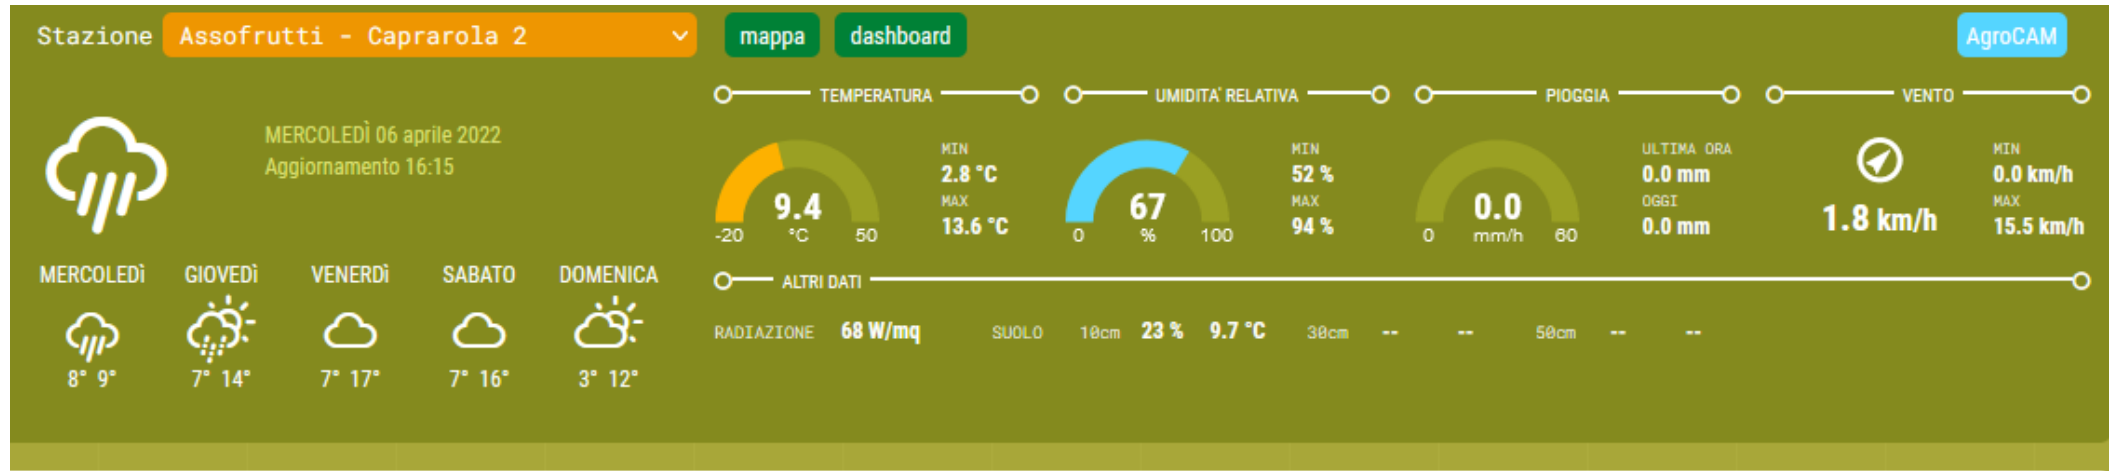 Stazione Assofrutti - Caprarola 2 mappa dashboard AgroCAM
MERCOLEDÌ 06 aprile 2022
Aggiornamento 16:15
MERCOLEDÌ GIOVEDÌ VENERDÌ SABATO DOMENICA
8° 9° 7° 14° 7° 17° 7° 16° 3° 12°
TEMPERATURA
9.4
°C
-20 50
MIN
2.8 °C
MAX
13.6 °C
UMIDITA' RELATIVA
67
%
0 100
MIN
52 %
MAX
94 %
PIOGGIA
0.0
mm/h
0 60
ULTIMA ORA
0.0 mm
OGGI
0.0 mm
VENTO
1.8 km/h
MIN
0.0 km/h
MAX
15.5 km/h
ALTRI DATI
RADIAZIONE 68 W/mq SUOLO 10cm 23 % 9.7 °C 30cm -- -- 50cm -- --